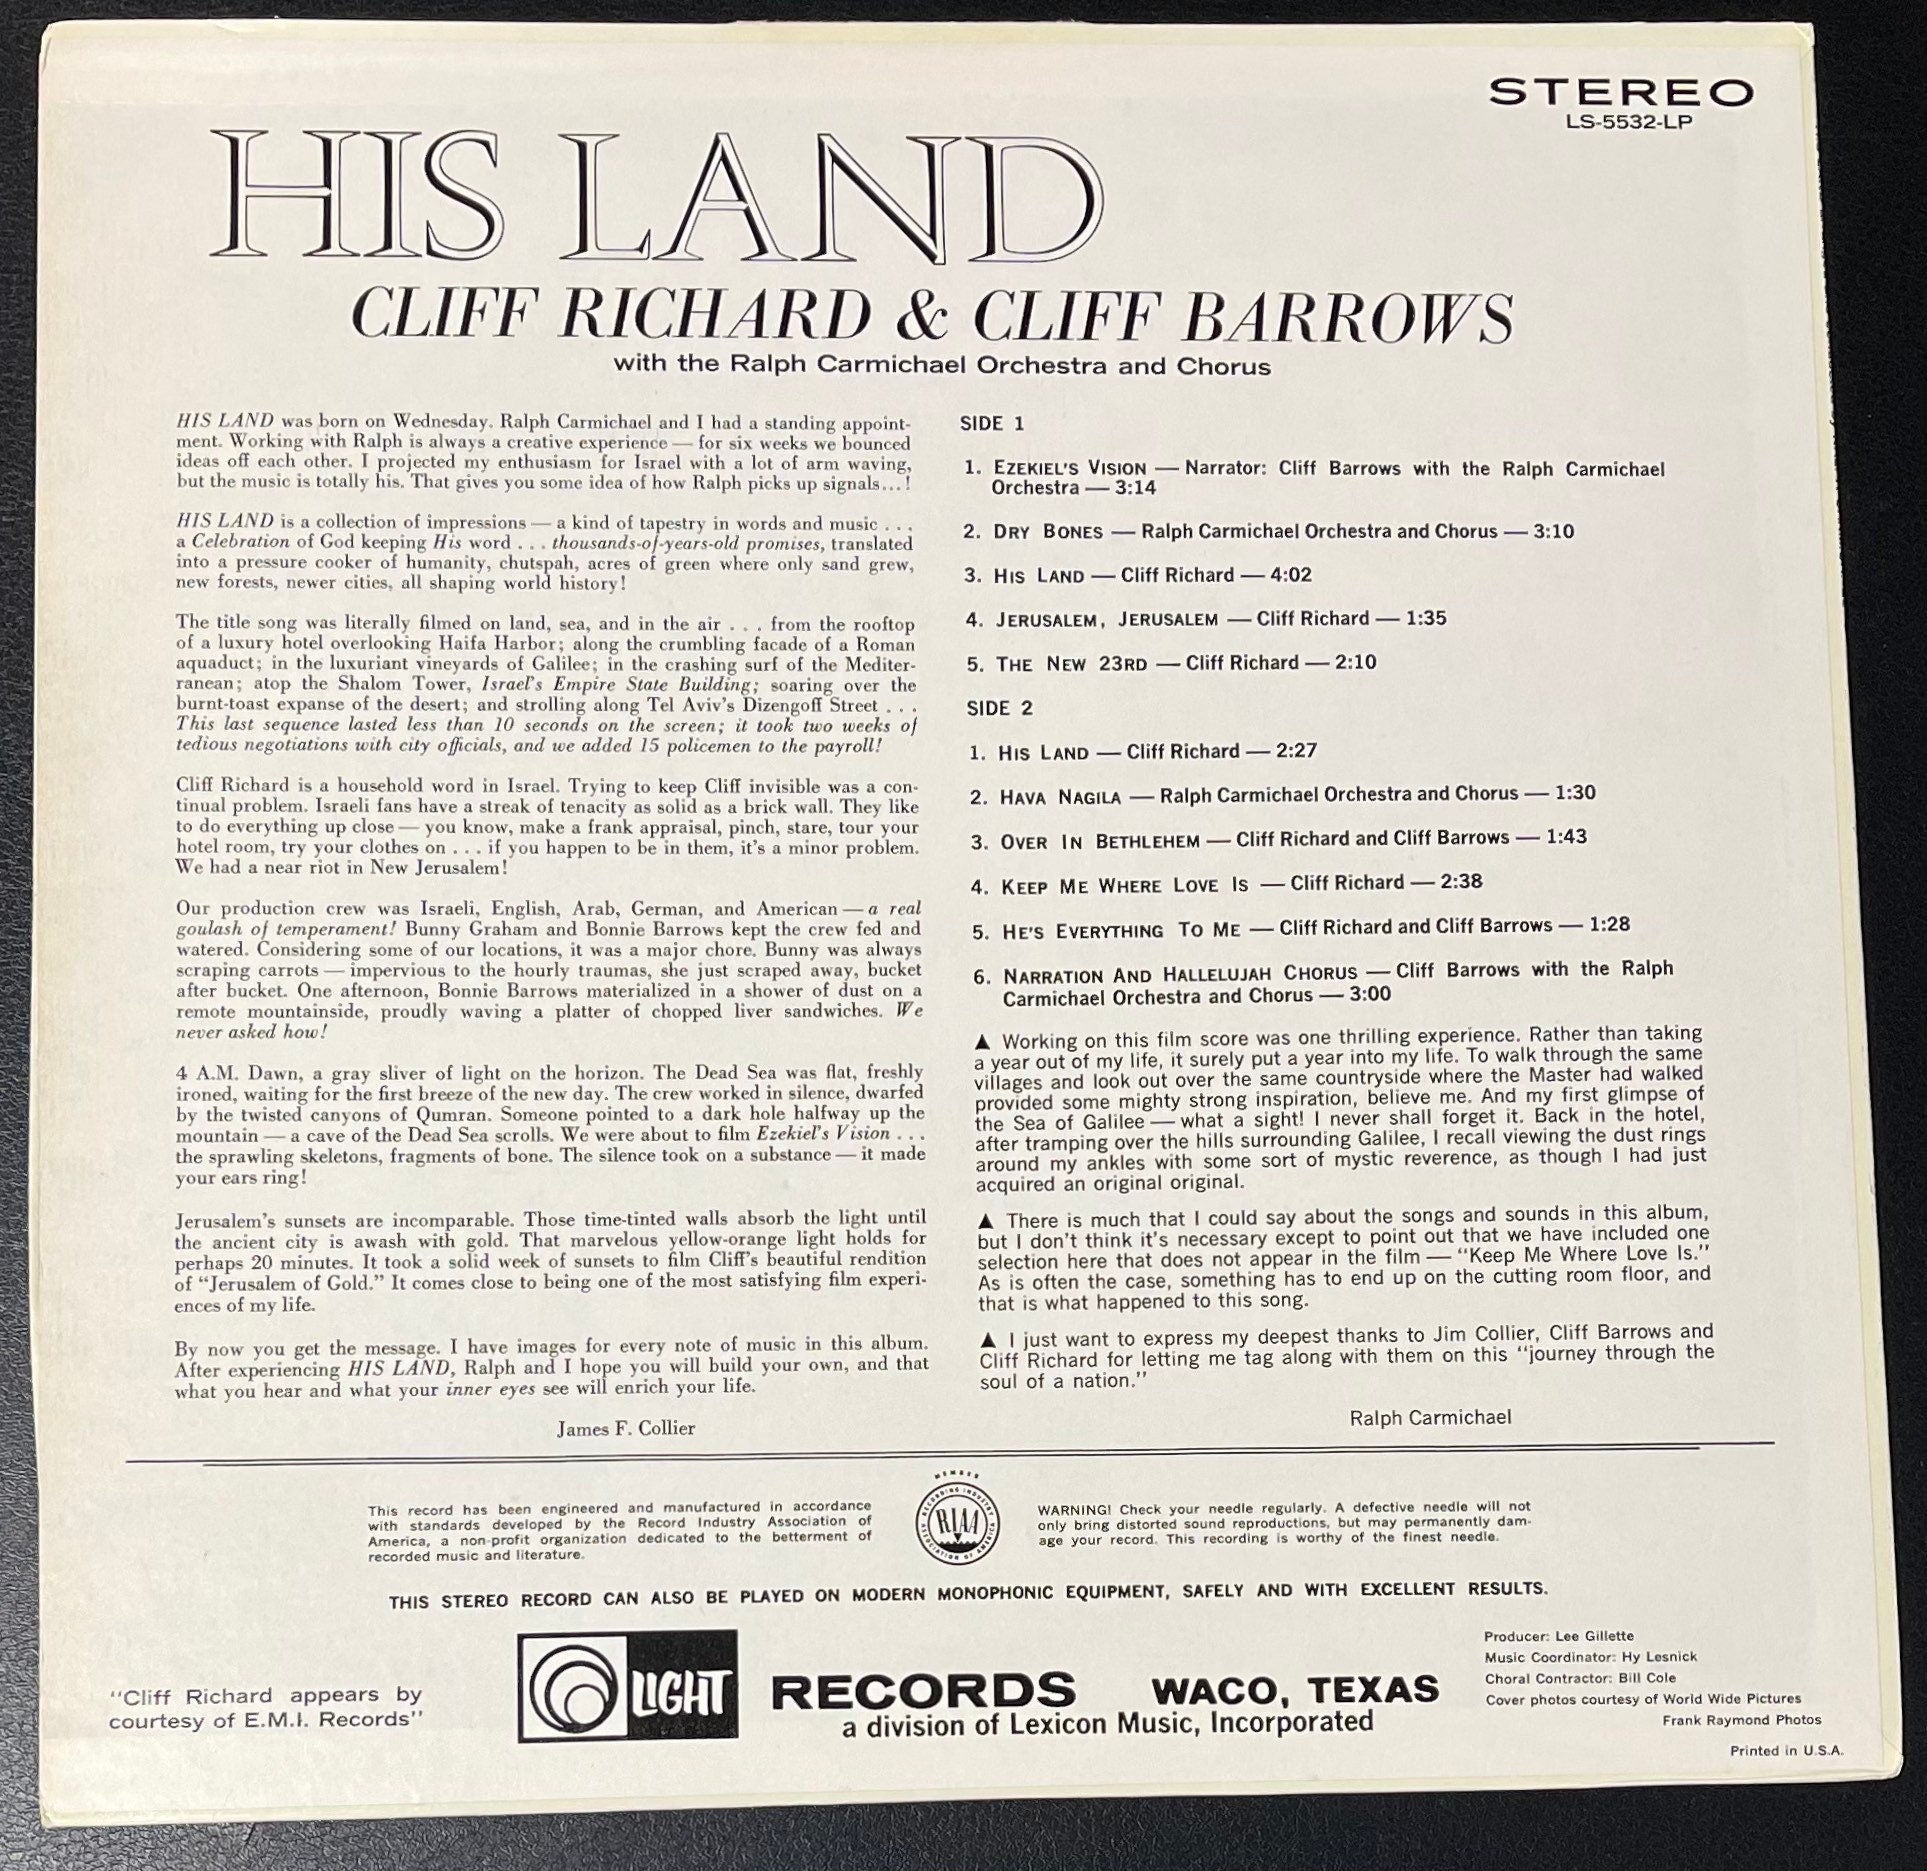 STEREO
LS-5532-LP
HIS LAND
CLIFF RICHARD & CLIFF BARROWS
with the Ralph Carmichael Orchestra and Chorus
HIS LAND was born on Wednesday. Ralph Carmichael and I had a standing appoint-
ment. Working with Ralph is always a creative experience — for six weeks we bounced
ideas off each other. I projected my enthusiasm for Israel with a lot of arm waving,
but the music is totally his. That gives you some idea of how Ralph picks up signals...!
HIS LAND is a collection of impressions — a kind of tapestry in words and music . . .
a Celebration of God keeping His word . . . thousands-of-years-old promises, translated
into a pressure cooker of humanity, chutspah, acres of green where only sand grew,
new forests, newer cities, all shaping world history!
The title song was literally filmed on land, sea, and in the air . . . from the rooftop
of a luxury hotel overlooking Haifa Harbor; along the crumbling facade of a Roman
aquaduct; in the luxuriant vineyards of Galilee; in the crashing surf of the Mediter-
ranean; atop the Shalom Tower, Israel's Empire State Building; soaring over the
burnt-toast expanse of the desert; and strolling along Tel Aviv's Dizengoff Street . . .
This last sequence lasted less than 10 seconds on the screen; it took two weeks of
tedious negotiations with city officials, and we added 15 policemen to the payroll!
Cliff Richard is a household word in Israel. Trying to keep Cliff invisible was a con-
tinual problem. Israeli fans have a streak of tenacity as solid as a brick wall. They like
to do everything up close — you know, make a frank appraisal, pinch, stare, tour your
hotel room, try your clothes on . . . if you happen to be in them, it's a minor problem.
We had a near riot in New Jerusalem!
Our production crew was Israeli, English, Arab, German, and American — a real
goulash of temperament! Bunny Graham and Bonnie Barrows kept the crew fed and
watered. Considering some of our locations, it was a major chore. Bunny was always
scraping carrots — impervious to the hourly traumas, she just scraped away, bucket
after bucket. One afternoon, Bonnie Barrows materialized in a shower of dust on a
remote mountainside, proudly waving a platter of chopped liver sandwiches. We
never asked how!
4 A.M. Dawn, a gray sliver of light on the horizon. The Dead Sea was flat, freshly
ironed, waiting for the first breeze of the new day. The crew worked in silence, dwarfed
by the twisted canyons of Qumran. Someone pointed to a dark hole halfway up the
mountain — a cave of the Dead Sea scrolls. We were about to film Ezekiel's Vision . . .
the sprawling skeletons, fragments of bone. The silence took on a substance — it made
your ears ring!
Jerusalem's sunsets are incomparable. Those time-tinted walls absorb the light until
the ancient city is awash with gold. That marvelous yellow-orange light holds for
perhaps 20 minutes. It took a solid week of sunsets to film Cliff's beautiful rendition
of "Jerusalem of Gold." It comes close to being one of the most satisfying film experi-
ences of my life.
By now you get the message. I have images for every note of music in this album.
After experiencing HIS LAND, Ralph and I hope you will build your own, and that
what you hear and what your inner eyes see will enrich your life.
James F. Collier
SIDE 1
1. EZEKIEL'S VISION — Narrator: Cliff Barrows with the Ralph Carmichael
Orchestra — 3:14
2. DRY BONES — Ralph Carmichael Orchestra and Chorus — 3:10
3. HIS LAND — Cliff Richard — 4:02
4. JERUSALEM, JERUSALEM — Cliff Richard — 1:35
5. THE NEW 23RD — Cliff Richard — 2:10
SIDE 2
1. HIS LAND — Cliff Richard — 2:27
2. HAVA NAGILA — Ralph Carmichael Orchestra and Chorus — 1:30
3. OVER IN BETHLEHEM — Cliff Richard and Cliff Barrows — 1:43
4. KEEP ME WHERE LOVE IS — Cliff Richard — 2:38
5. HE'S EVERYTHING TO ME — Cliff Richard and Cliff Barrows — 1:28
6. NARRATION AND HALLELUJAH CHORUS — Cliff Barrows with the Ralph
Carmichael Orchestra and Chorus — 3:00
▲ Working on this film score was one thrilling experience. Rather than taking
a year out of my life, it surely put a year into my life. To walk through the same
villages and look out over the same countryside where the Master had walked
provided some mighty strong inspiration, believe me. And my first glimpse of
the Sea of Galilee — what a sight! I never shall forget it. Back in the hotel,
after tramping over the hills surrounding Galilee, I recall viewing the dust rings
around my ankles with some sort of mystic reverence, as though I had just
acquired an original original.
▲ There is much that I could say about the songs and sounds in this album,
but I don't think it's necessary except to point out that we have included one
selection here that does not appear in the film — "Keep Me Where Love Is."
As is often the case, something has to end up on the cutting room floor, and
that is what happened to this song.
▲ I just want to express my deepest thanks to Jim Collier, Cliff Barrows and
Cliff Richard for letting me tag along with them on this "journey through the
soul of a nation."
Ralph Carmichael
This record has been engineered and manufactured in accordance
with standards developed by the Record Industry Association of
America, a non-profit organization dedicated to the betterment of
recorded music and literature.
MEMBER
RECORDING INDUSTRY
RIAA
ASSOCIATION OF AMERICA
WARNING! Check your needle regularly. A defective needle will not
only bring distorted sound reproductions, but may permanently dam-
age your record. This recording is worthy of the finest needle.
THIS STEREO RECORD CAN ALSO BE PLAYED ON MODERN MONOPHONIC EQUIPMENT, SAFELY AND WITH EXCELLENT RESULTS.
"Cliff Richard appears by
courtesy of E.M.I. Records"
LIGHT
RECORDS WACO, TEXAS
a division of Lexicon Music, Incorporated
Producer: Lee Gillette
Music Coordinator: Hy Lesnick
Choral Contractor: Bill Cole
Cover photos courtesy of World Wide Pictures
Frank Raymond Photos
Printed in U.S.A.